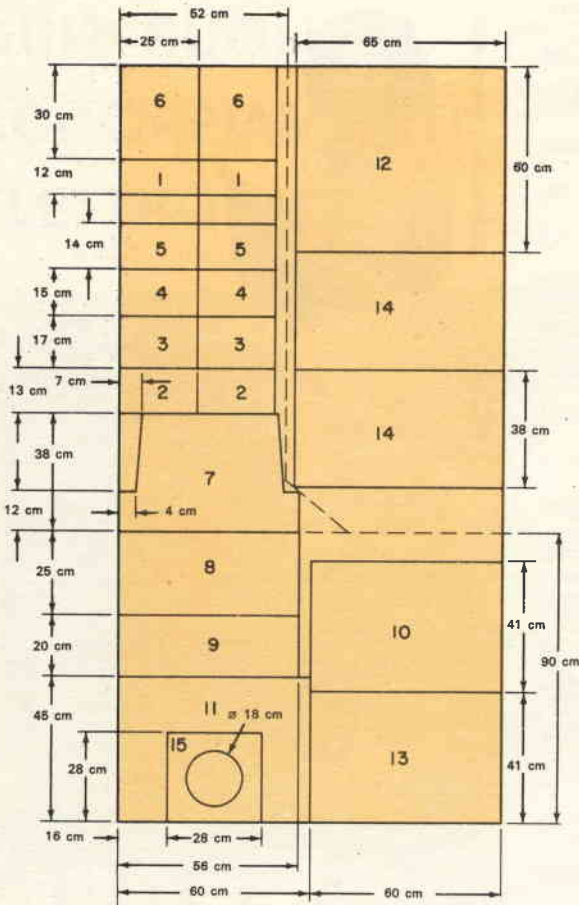 52 cm
25 cm
65 cm
30 cm
6 6
12
60 cm
12 cm
1 1
14 cm
5 5
15 cm
4 4
14
17 cm
3 3
7 cm
13 cm
2 2
14
38 cm
38 cm
7
12 cm
4 cm
25 cm
8
41 cm
20 cm
9
10
90 cm
45 cm
11
ø 18 cm
15
28 cm
13
41 cm
16 cm
28 cm
56 cm
60 cm
60 cm